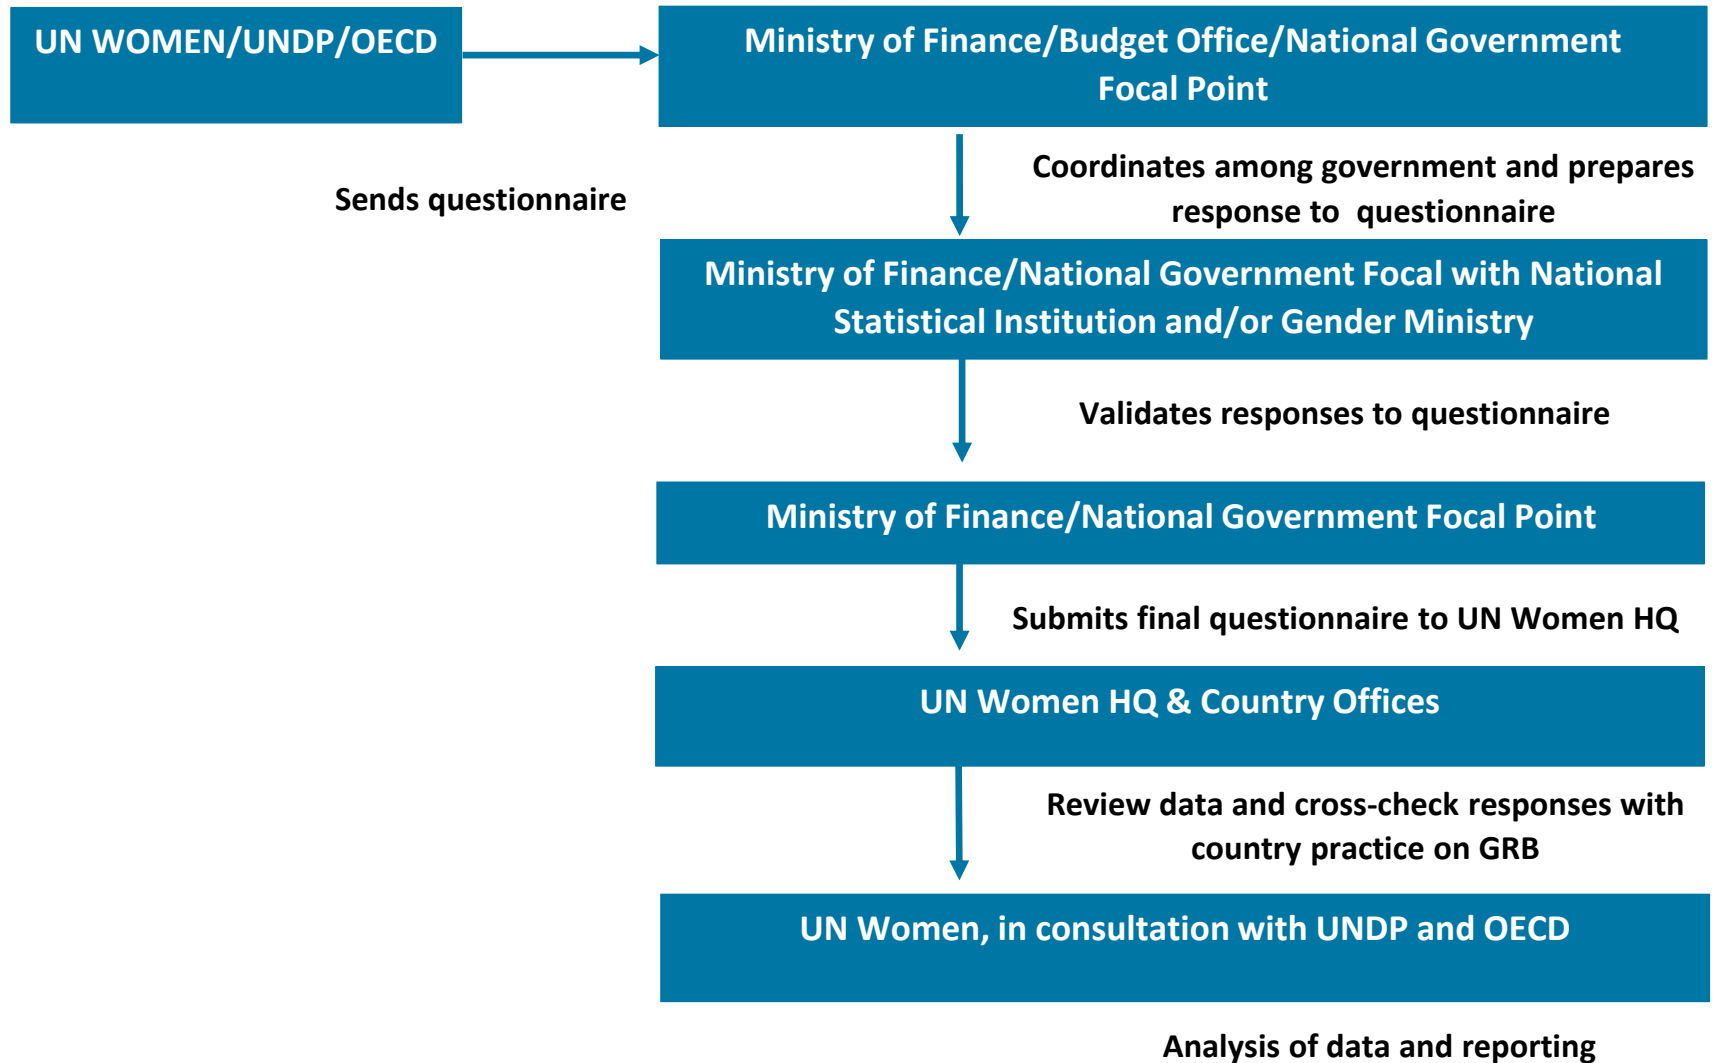 UN WOMEN/UNDP/OECD
Ministry of Finance/Budget Office/National Government
Focal Point
Sends questionnaire
Coordinates among government and prepares
response to  questionnaire
Ministry of Finance/National Government Focal with National
Statistical Institution and/or Gender Ministry
Validates responses to questionnaire
Ministry of Finance/National Government Focal Point
Submits final questionnaire to UN Women HQ
UN Women HQ & Country Offices
Review data and cross-check responses with
country practice on GRB
UN Women, in consultation with UNDP and OECD
Analysis of data and reporting